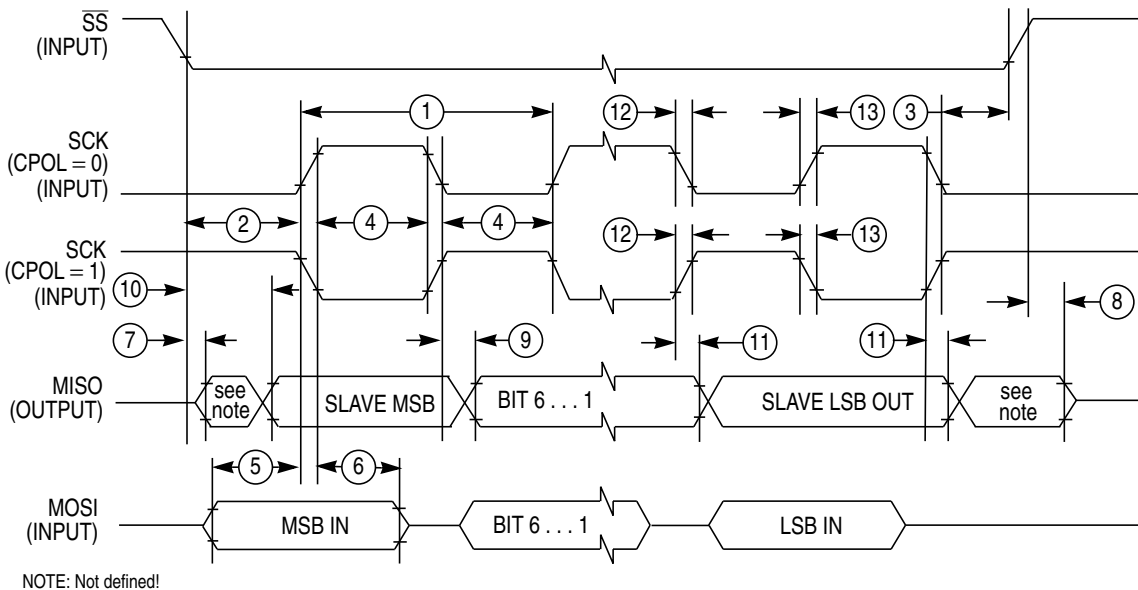 SS
(INPUT)
1
12
13
3
SCK
(CPOL = 0)
(INPUT)
2
4
4
12
13
SCK
(CPOL = 1)
(INPUT)
10
8
7
9
11
11
MISO
(OUTPUT)
see
note
SLAVE MSB
BIT 6 . . . 1
SLAVE LSB OUT
see
note
5
6
MOSI
(INPUT)
MSB IN
BIT 6 . . . 1
LSB IN
NOTE: Not defined!